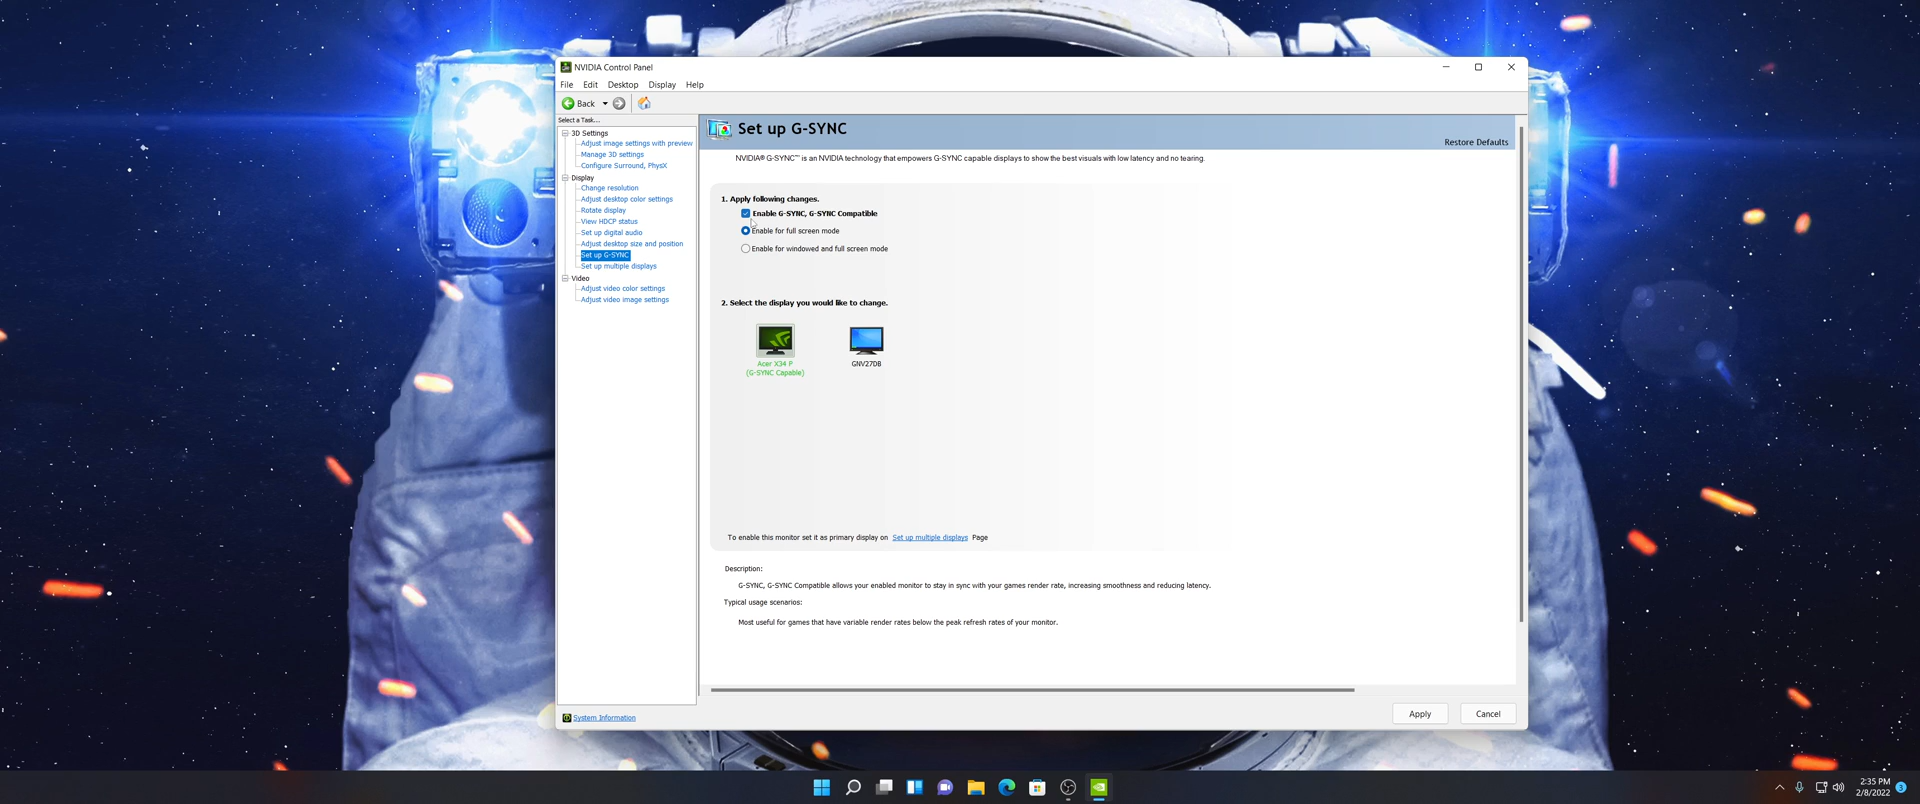 NVIDIA Control Panel
File Edit Desktop Display Help
Back
Select a Task...
3D Settings
Adjust image settings with preview
Manage 3D settings
Configure Surround, PhysX
Display
Change resolution
Adjust desktop color settings
Rotate display
View HDCP status
Set up digital audio
Adjust desktop size and position
Set up G-SYNC
Set up multiple displays
Video
Adjust video color settings
Adjust video image settings
System Information
Set up G-SYNC
Restore Defaults
NVIDIA® G-SYNC™ is an NVIDIA technology that empowers G-SYNC capable displays to show the best visuals with low latency and no tearing.
1. Apply following changes.
Enable G-SYNC, G-SYNC Compatible
Enable for full screen mode
Enable for windowed and full screen mode
2. Select the display you would like to change.
Acer X34 P
(G-SYNC Capable)
GNV27DB
To enable this monitor set it as primary display on Set up multiple displays Page
Description:
G-SYNC, G-SYNC Compatible allows your enabled monitor to stay in sync with your games render rate, increasing smoothness and reducing latency.
Typical usage scenarios:
Most useful for games that have variable render rates below the peak refresh rates of your monitor.
Apply Cancel
2:35 PM
2/8/2022
3